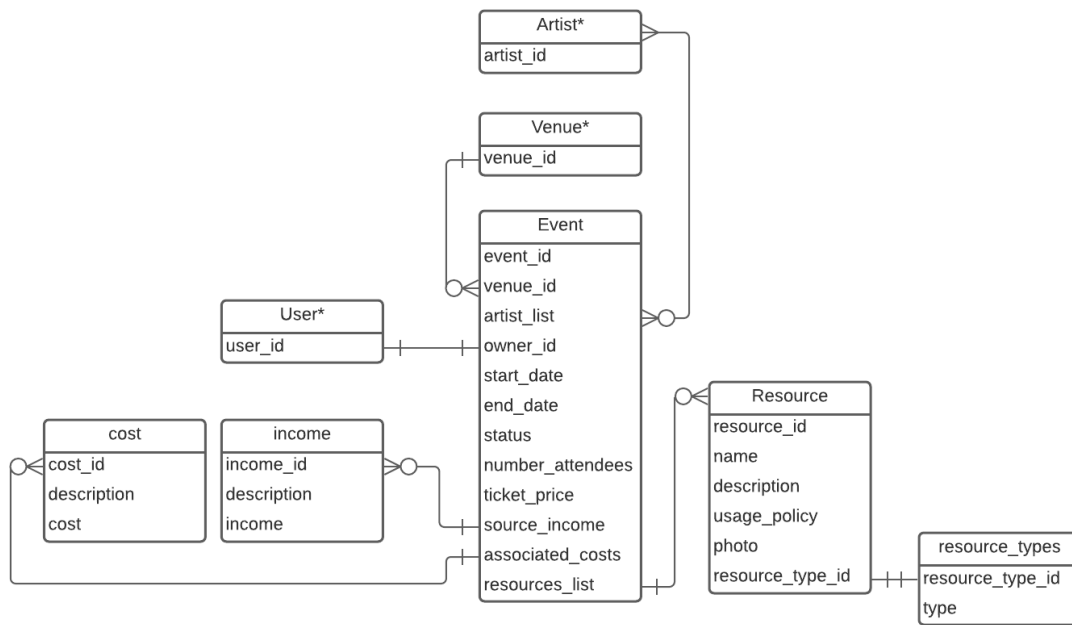 Artist*
artist_id
Venue*
venue_id
Event
event_id
venue_id
artist_list
owner_id
start_date
end_date
status
number_attendees
ticket_price
source_income
associated_costs
resources_list
User*
user_id
cost
cost_id
description
cost
income
income_id
description
income
Resource
resource_id
name
description
usage_policy
photo
resource_type_id
resource_types
resource_type_id
type